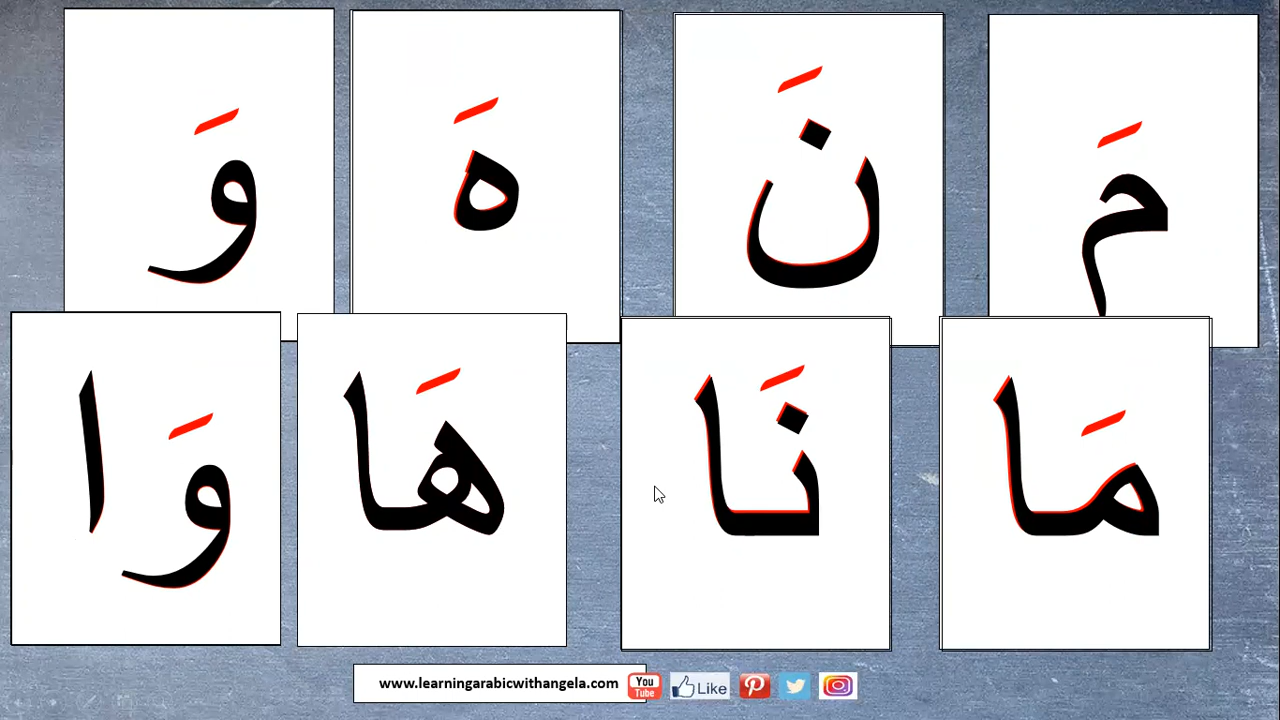 مَ نَ هَ وَ
مَا نَا هَا وَا
www.learningarabicwithangela.com You Tube Like